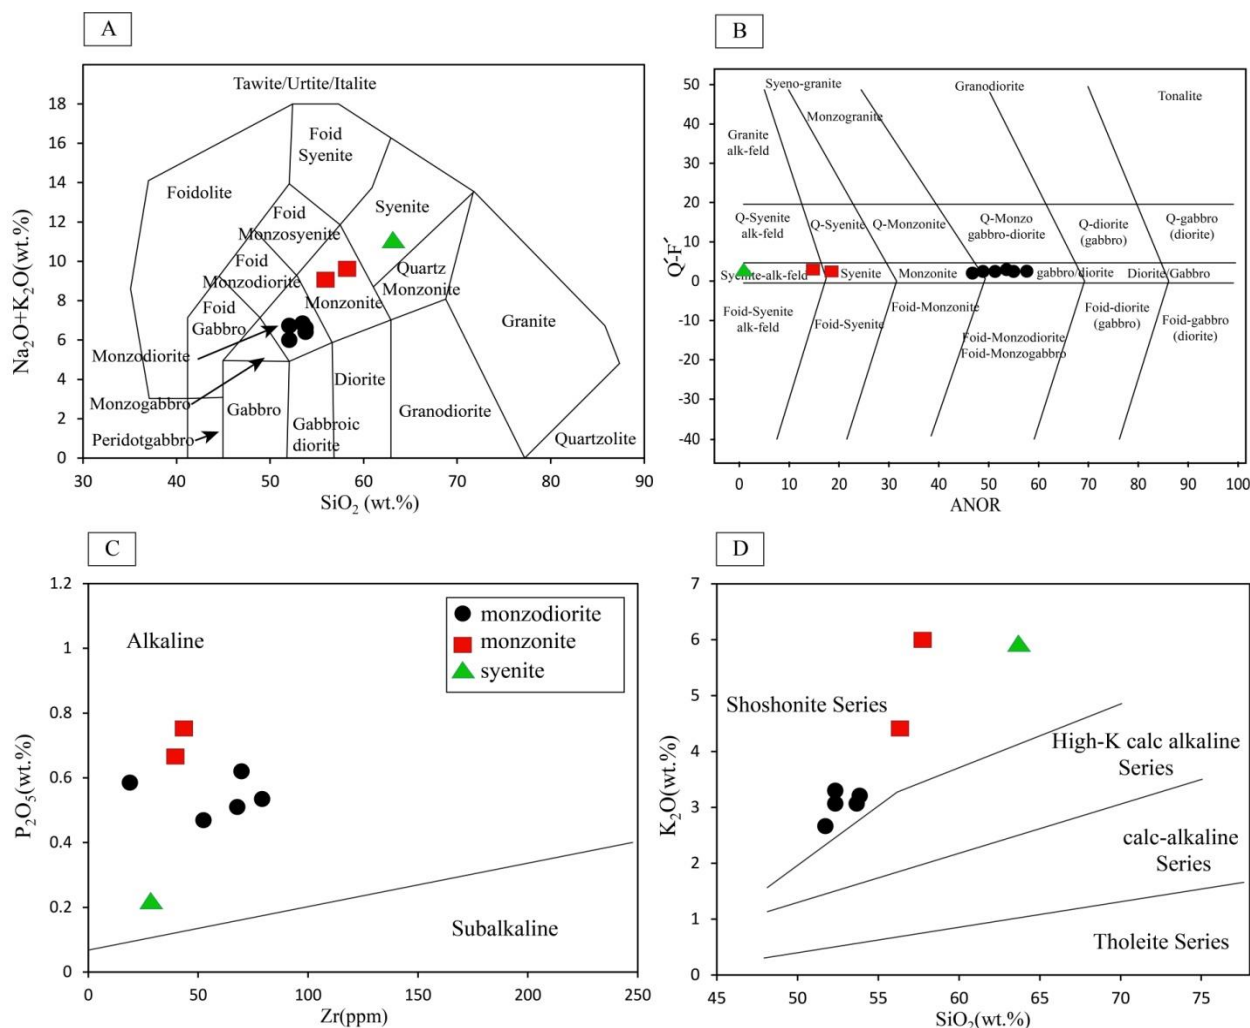 A
Na2O+K2O(wt.%)
18
16
14
12
10
8
6
4
2
0
30
40
50
60
70
80
90
SiO2 (wt.%)
Tawite/Urtite/Italite
Foid
Syenite
Foidolite
Syenite
Foid
Monzosyenite
Foid
Monzodiorite
Quartz
Monzonite
Monzonite
Foid
Gabbro
Granite
Monzodiorite
Monzogabbro
Gabbro
Diorite
Granodiorite
Peridotgabbro
Gabbroic
diorite
Quartzolite
B
Q´-F´
50
40
30
20
10
0
-10
-20
-30
-40
0
10
20
30
40
50
60
70
80
90
100
ANOR
Syeno-granite
Granodiorite
Tonalite
Monzogranite
Granite
alk-feld
Q-Syenite
alk-feld
Q-Syenite
Q-Monzonite
Q-Monzo
gabbro-diorite
Q-diorite
(gabbro)
Q-gabbro
(diorite)
Syenite-alk-feld
Syenite
Monzonite
gabbro/diorite
Diorite/Gabbro
Foid-Syenite
alk-feld
Foid-Syenite
Foid-Monzonite
Foid-Monzodiorite
Foid-Monzogabbro
Foid-diorite
(gabbro)
Foid-gabbro
(diorite)
C
P2O5(wt.%)
1.2
1
0.8
0.6
0.4
0.2
0
0
50
100
150
200
250
Zr(ppm)
Alkaline
Subalkaline
monzodiorite
monzonite
syenite
D
K2O(wt.%)
7
6
5
4
3
2
1
0
45
50
55
60
65
70
75
SiO2(wt.%)
Shoshonite Series
High-K calc alkaline
Series
calc-alkaline
Series
Tholeite Series